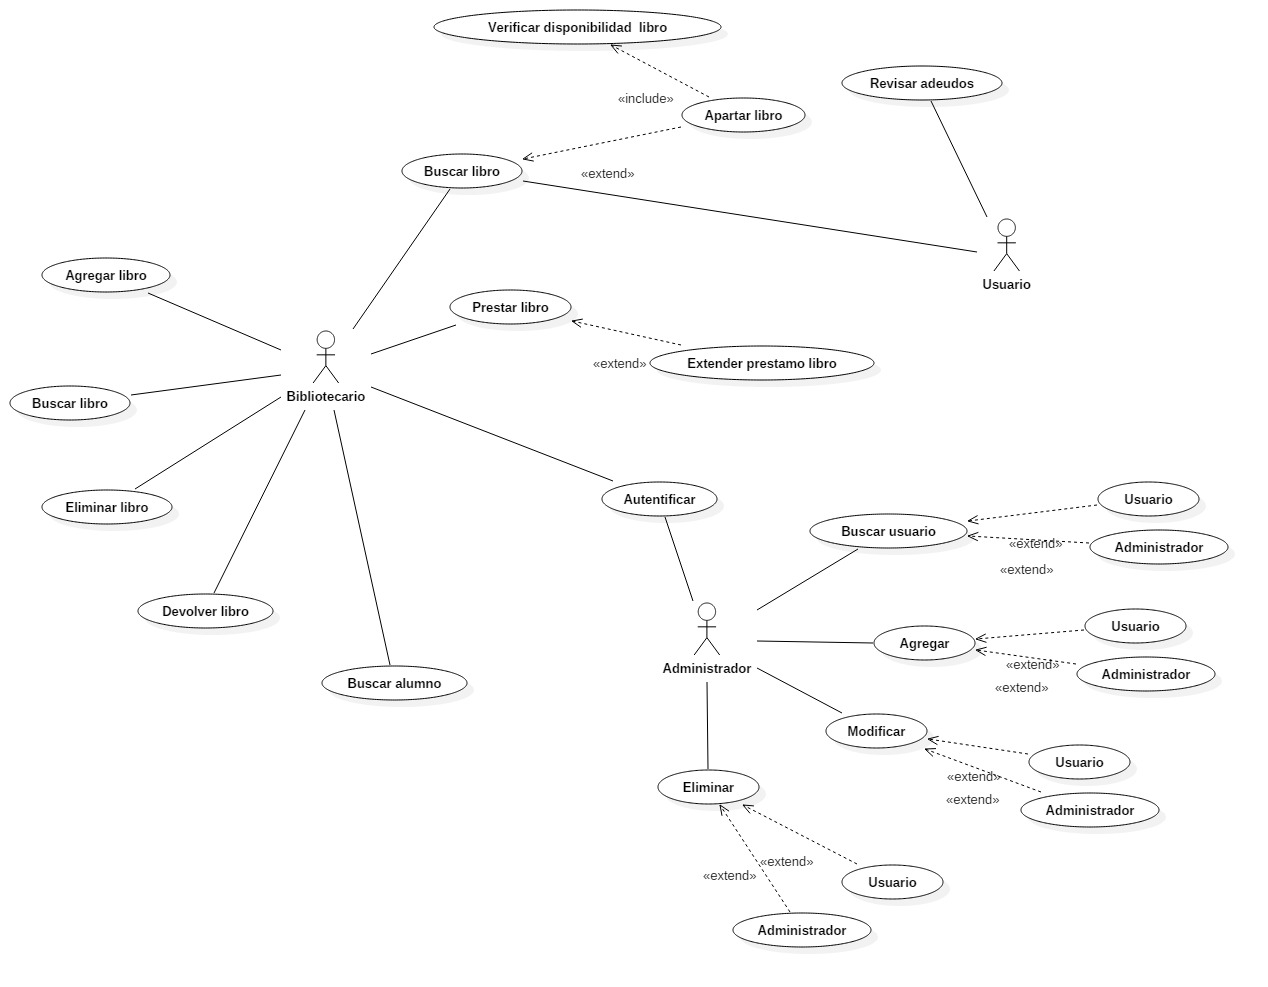 Verificar disponibilidad  libro
Revisar adeudos
«include»
Apartar libro
Buscar libro
«extend»
Usuario
Agregar libro
Prestar libro
«extend»
Extender prestamo libro
Bibliotecario
Buscar libro
Eliminar libro
Autentificar
Usuario
Buscar usuario
«extend»
Administrador
«extend»
Devolver libro
Usuario
Agregar
«extend»
Administrador
«extend»
Administrador
Buscar alumno
Modificar
Usuario
«extend»
«extend»
Administrador
Eliminar
«extend»
«extend»
Usuario
Administrador